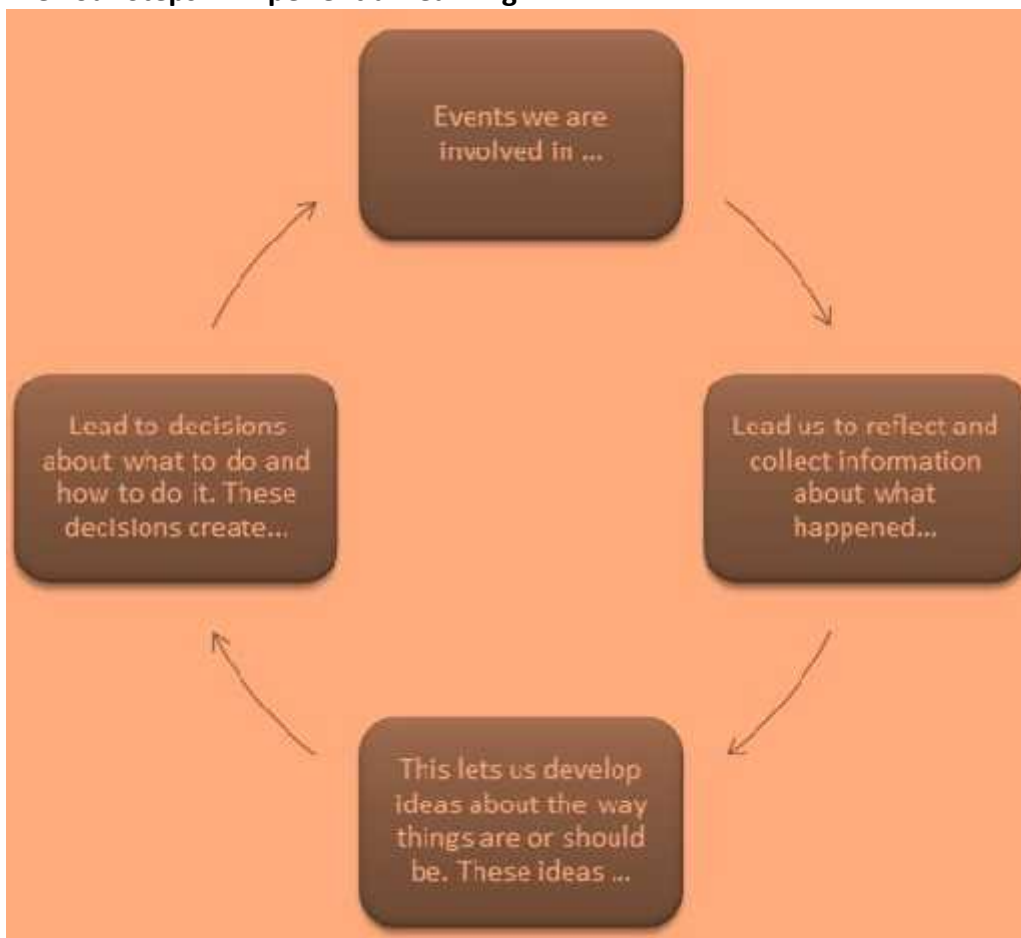 Events we are
involved in ...
Lead us to reflect and
collect information
about what
happened...
This lets us develop
ideas about the way
things are or should
be. These ideas ...
Lead to decisions
about what to do and
how to do it. These
decisions create...